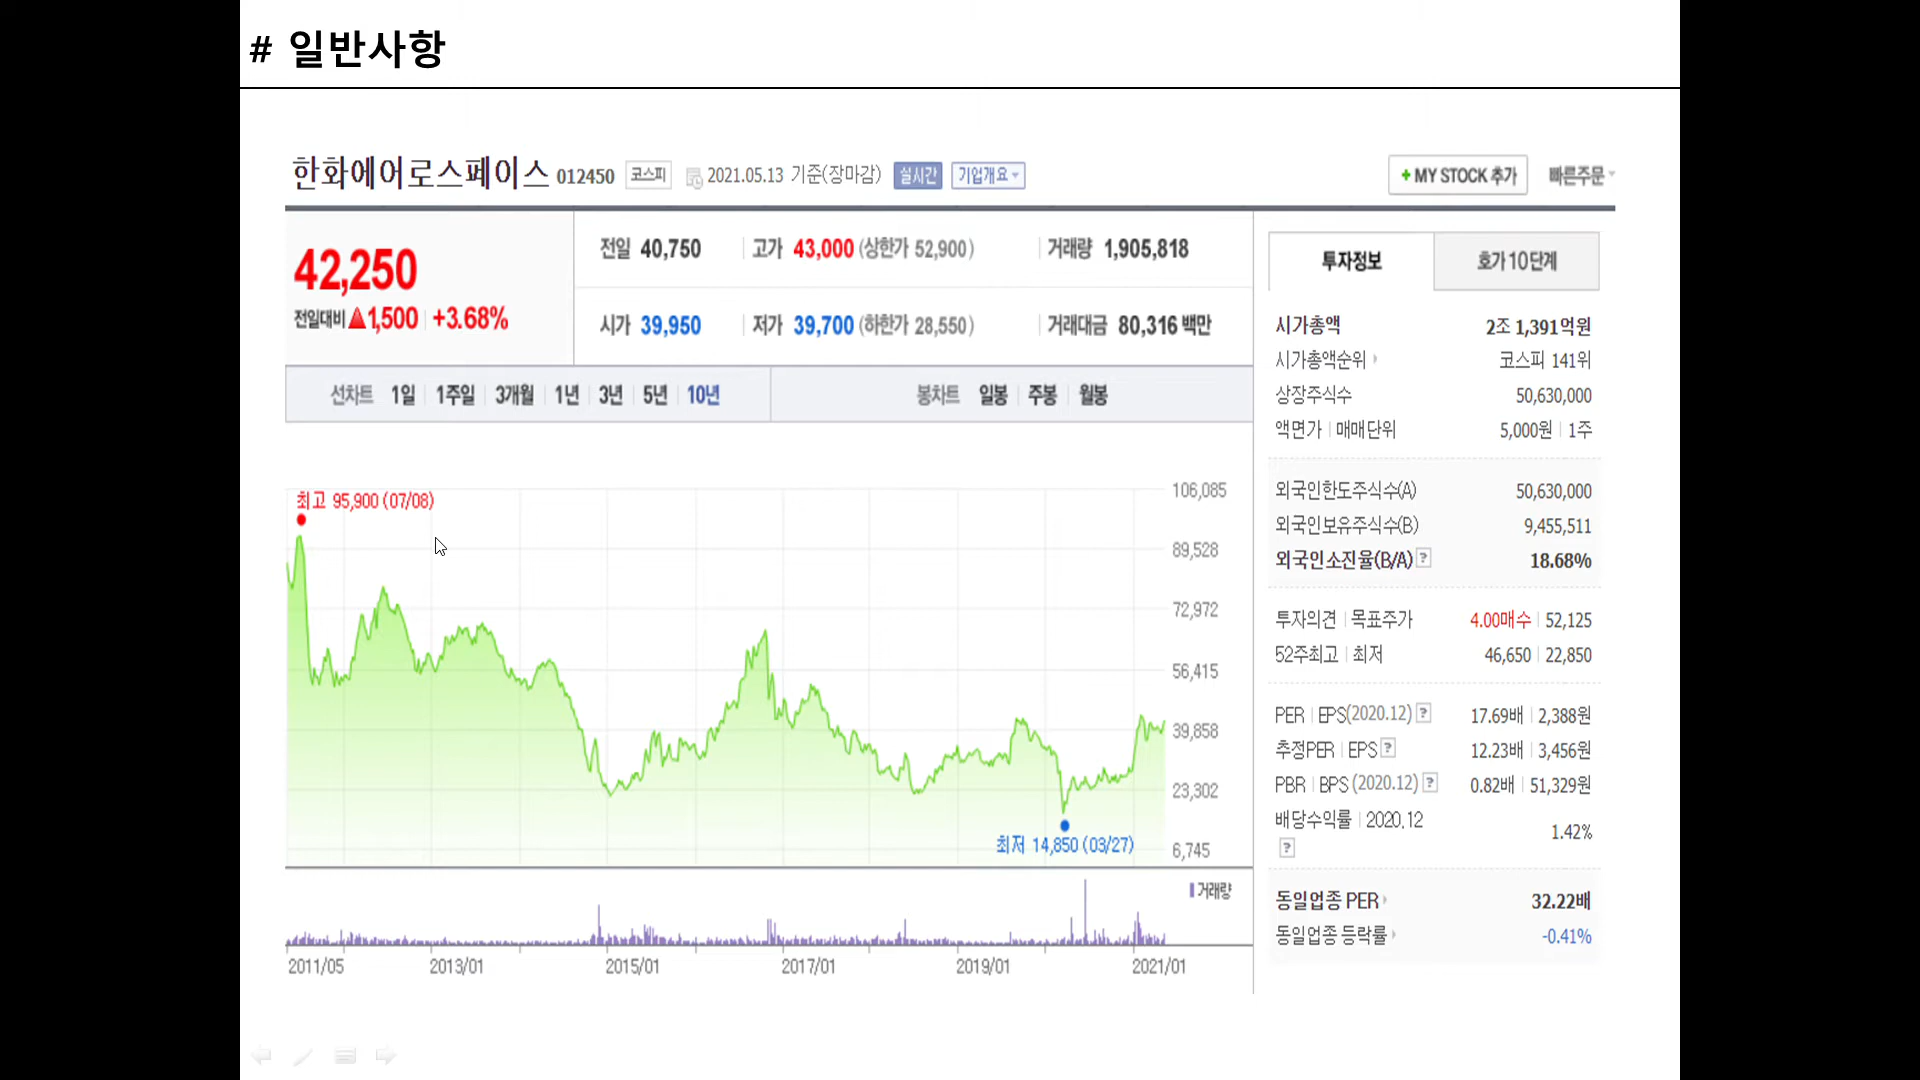 # 일반사항
한화에어로스페이스 012450 코스피 2021.05.13 기준(장마감) 실시간 기업개요
+ MY STOCK 추가 빠른주문
42,250
전일대비 ▲1,500 +3.68%
전일 40,750 고가 43,000 (상한가 52,900) 거래량 1,905,818
시가 39,950 저가 39,700 (하한가 28,550) 거래대금 80,316 백만
선차트 1일 1주일 3개월 1년 3년 5년 10년
봉차트 일봉 주봉 월봉
최고 95,900 (07/08)
106,085
89,528
72,972
56,415
39,858
23,302
최저 14,850 (03/27)
6,745
거래량
2011/05 2013/01 2015/01 2017/01 2019/01 2021/01
투자정보 호가 10단계
시가총액 2조 1,391억원
시가총액순위 코스피 141위
상장주식수 50,630,000
액면가 | 매매단위 5,000원 | 1주
외국인한도주식수(A) 50,630,000
외국인보유주식수(B) 9,455,511
외국인소진율(B/A) ? 18.68%
투자의견 | 목표주가 4.00매수 | 52,125
52주최고 | 최저 46,650 | 22,850
PER | EPS(2020.12) ? 17.69배 | 2,388원
추정PER | EPS ? 12.23배 | 3,456원
PBR | BPS (2020.12) ? 0.82배 | 51,329원
배당수익률 | 2020.12 1.42%
?
동일업종 PER 32.22배
동일업종 등락률 -0.41%